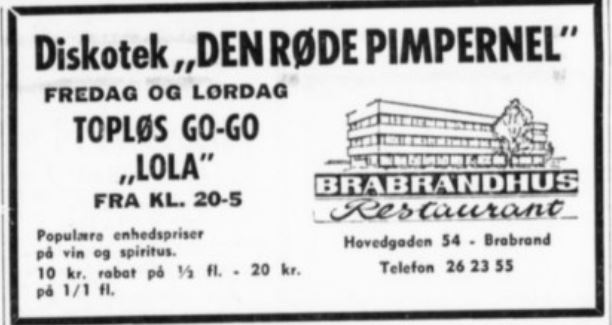 Diskotek „DEN RØDE PIMPERNEL”
FREDAG OG LØRDAG
TOPLØS GO-GO
„LOLA”
FRA KL. 20-5
Populære enhedspriser
på vin og spiritus.
10 kr. rabat på ½ fl. - 20 kr.
på 1/1 fl.
BRABRANDHUS
Restaurant
Hovedgaden 54 - Brabrand
Telefon 26 23 55